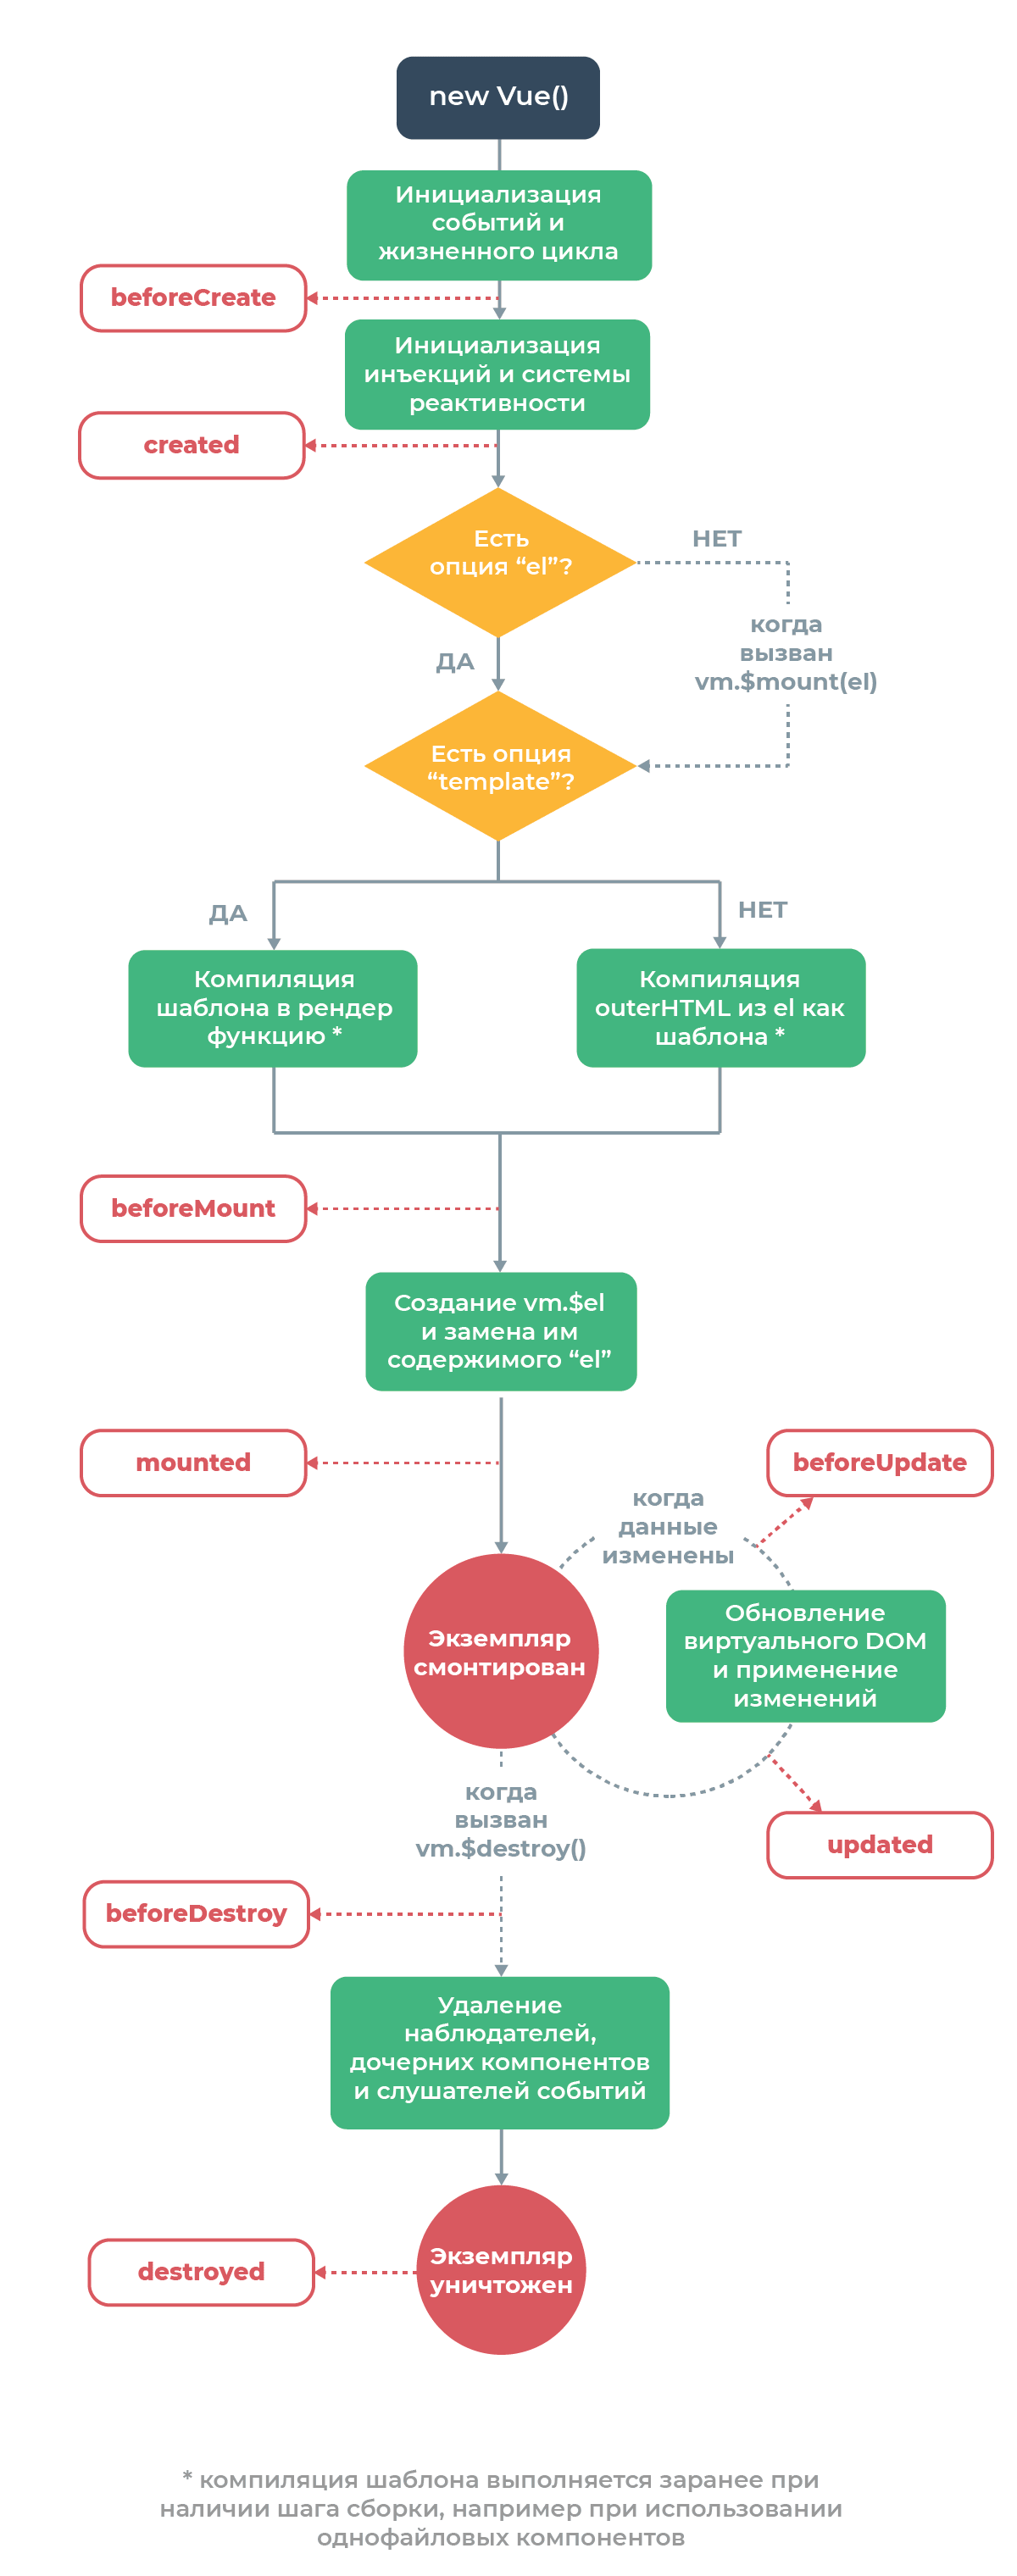 new Vue()
Инициализация
событий и
жизненного цикла
beforeCreate
Инициализация
инъекций и системы
реактивности
created
Есть
опция “el”?
НЕТ
когда
вызван
vm.$mount(el)
ДА
Есть опция
“template”?
ДА
НЕТ
Компиляция
шаблона в рендер
функцию *
Компиляция
outerHTML из el как
шаблона *
beforeMount
Создание vm.$el
и замена им
содержимого “el”
mounted
beforeUpdate
когда
данные
изменены
Экземпляр
смонтирован
Обновление
виртуального DOM
и применение
изменений
когда
вызван
vm.$destroy()
updated
beforeDestroy
Удаление
наблюдателей,
дочерних компонентов
и слушателей событий
Экземпляр
уничтожен
destroyed
* компиляция шаблона выполняется заранее при
наличии шага сборки, например при использовании
однофайловых компонентов